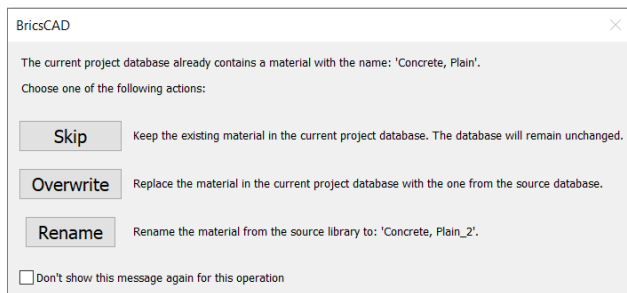 BricsCAD
The current project database already contains a material with the name: 'Concrete, Plain'.
Choose one of the following actions:
Skip Keep the existing material in the current project database. The database will remain unchanged.
Overwrite Replace the material in the current project database with the one from the source database.
Rename Rename the material from the source library to: 'Concrete, Plain_2'.
Don't show this message again for this operation